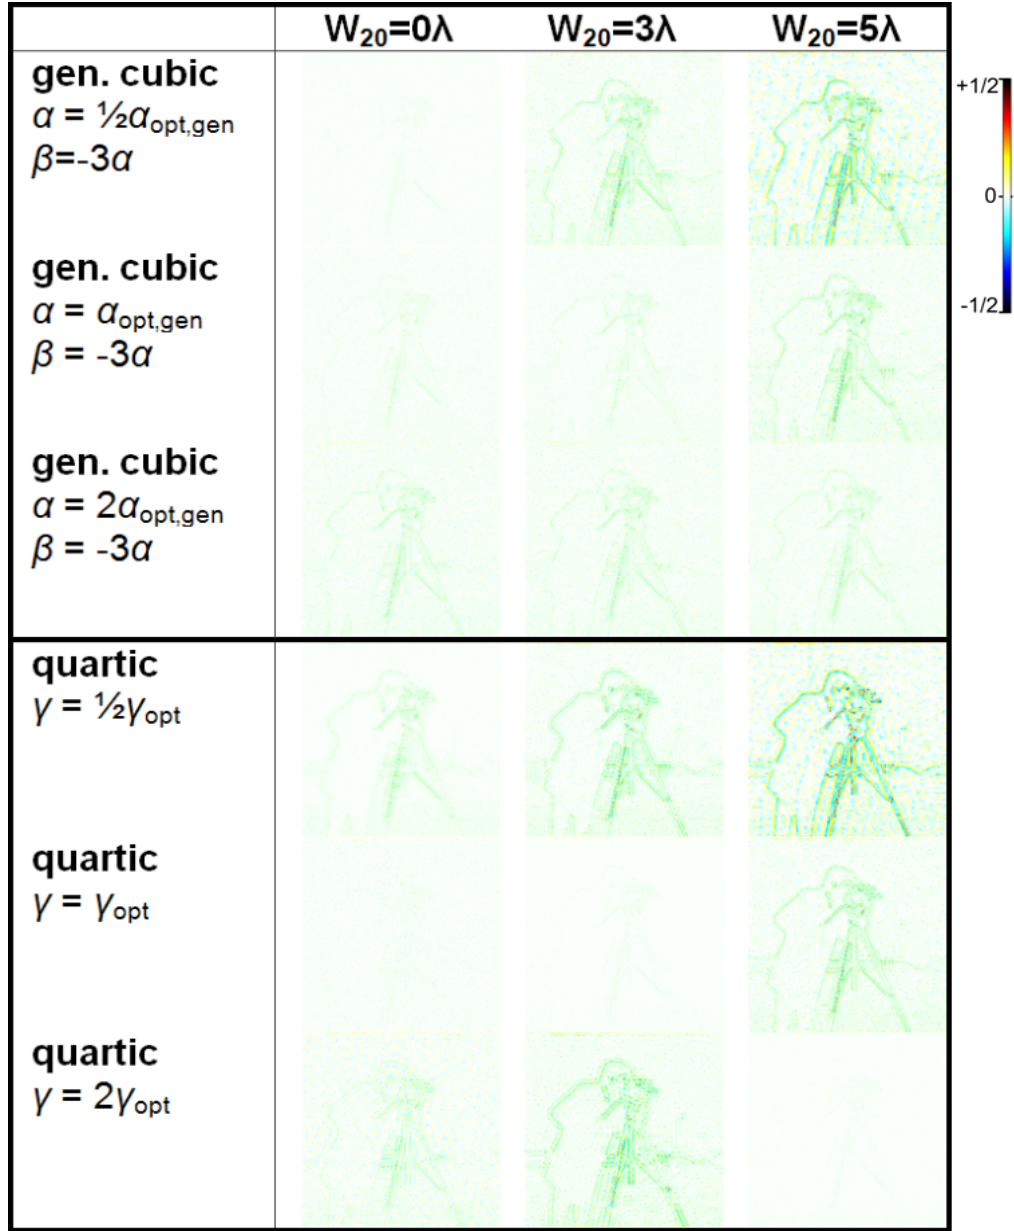 W₂₀=0λ W₂₀=3λ W₂₀=5λ
gen. cubic
α = ½α_opt,gen
β=-3α
+1/2
0
-1/2
gen. cubic
α = α_opt,gen
β = -3α
gen. cubic
α = 2α_opt,gen
β = -3α
quartic
γ = ½γ_opt
quartic
γ = γ_opt
quartic
γ = 2γ_opt